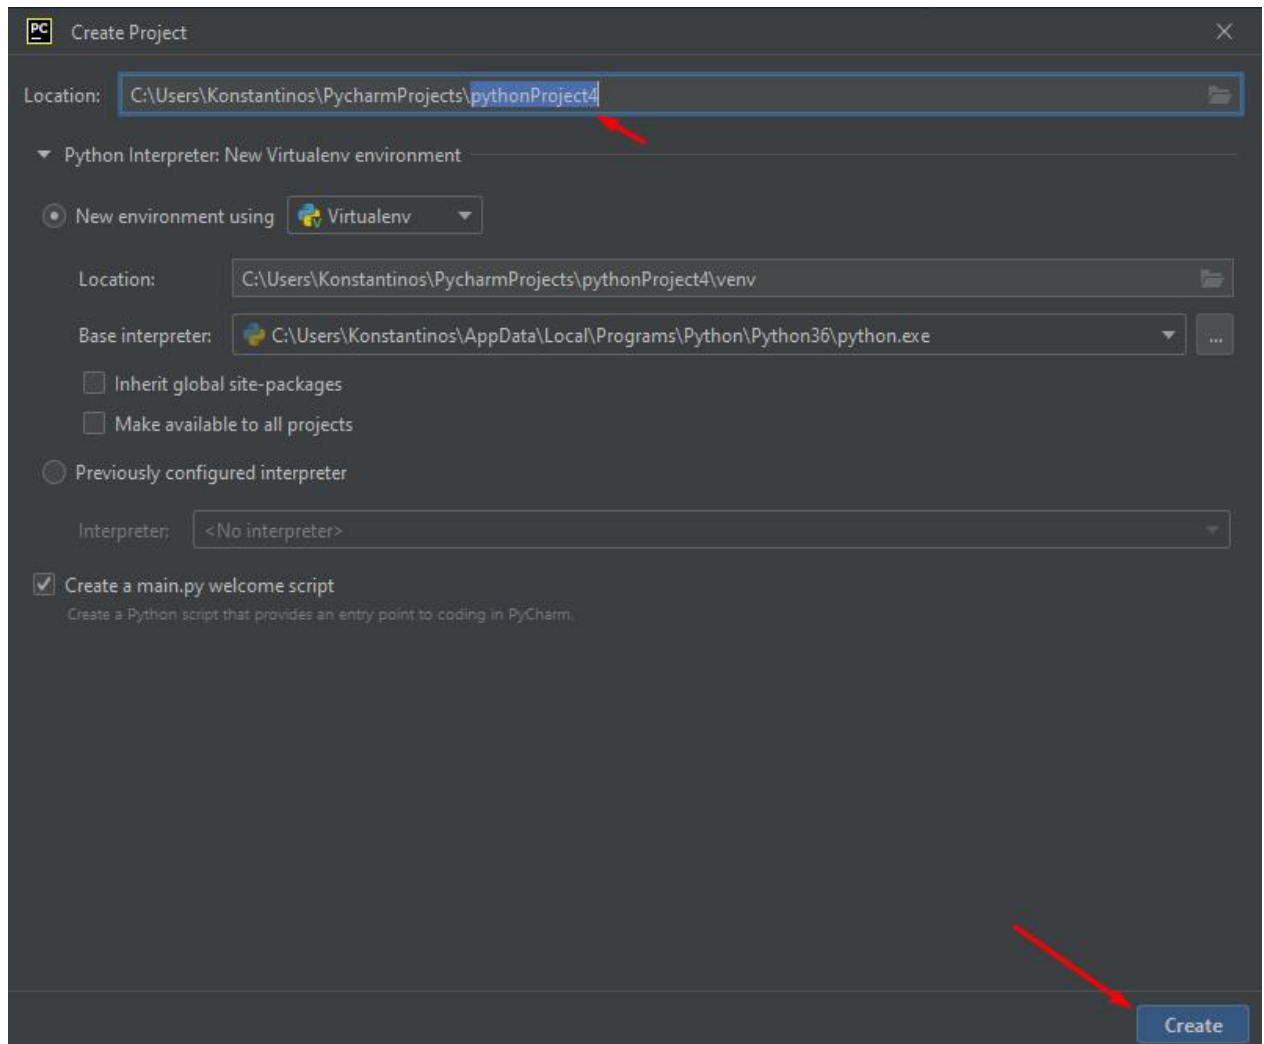 PC Create Project
Location: C:\Users\Konstantinos\PycharmProjects\pythonProject4
Python Interpreter: New Virtualenv environment
New environment using Virtualenv
Location: C:\Users\Konstantinos\PycharmProjects\pythonProject4\venv
Base interpreter: C:\Users\Konstantinos\AppData\Local\Programs\Python\Python36\python.exe ...
Inherit global site-packages
Make available to all projects
Previously configured interpreter
Interpreter: <No interpreter>
Create a main.py welcome script
Create a Python script that provides an entry point to coding in PyCharm.
Create